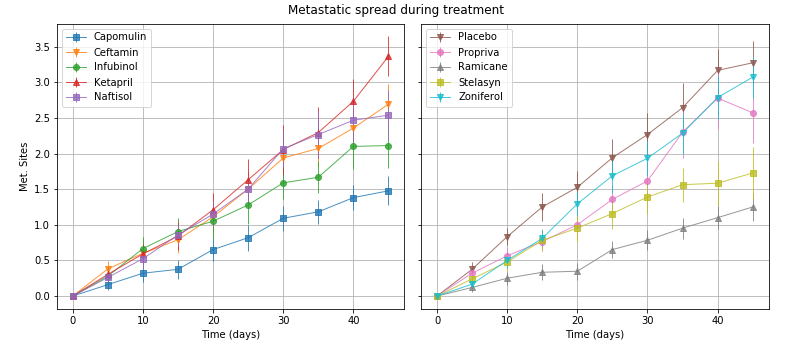 Metastatic spread during treatment
Met. Sites
3.5
3.0
2.5
2.0
1.5
1.0
0.5
0.0
Capomulin
Ceftamin
Infubinol
Ketapril
Naftisol
0 10 20 30 40
Time (days)
Placebo
Propriva
Ramicane
Stelasyn
Zoniferol
0 10 20 30 40
Time (days)